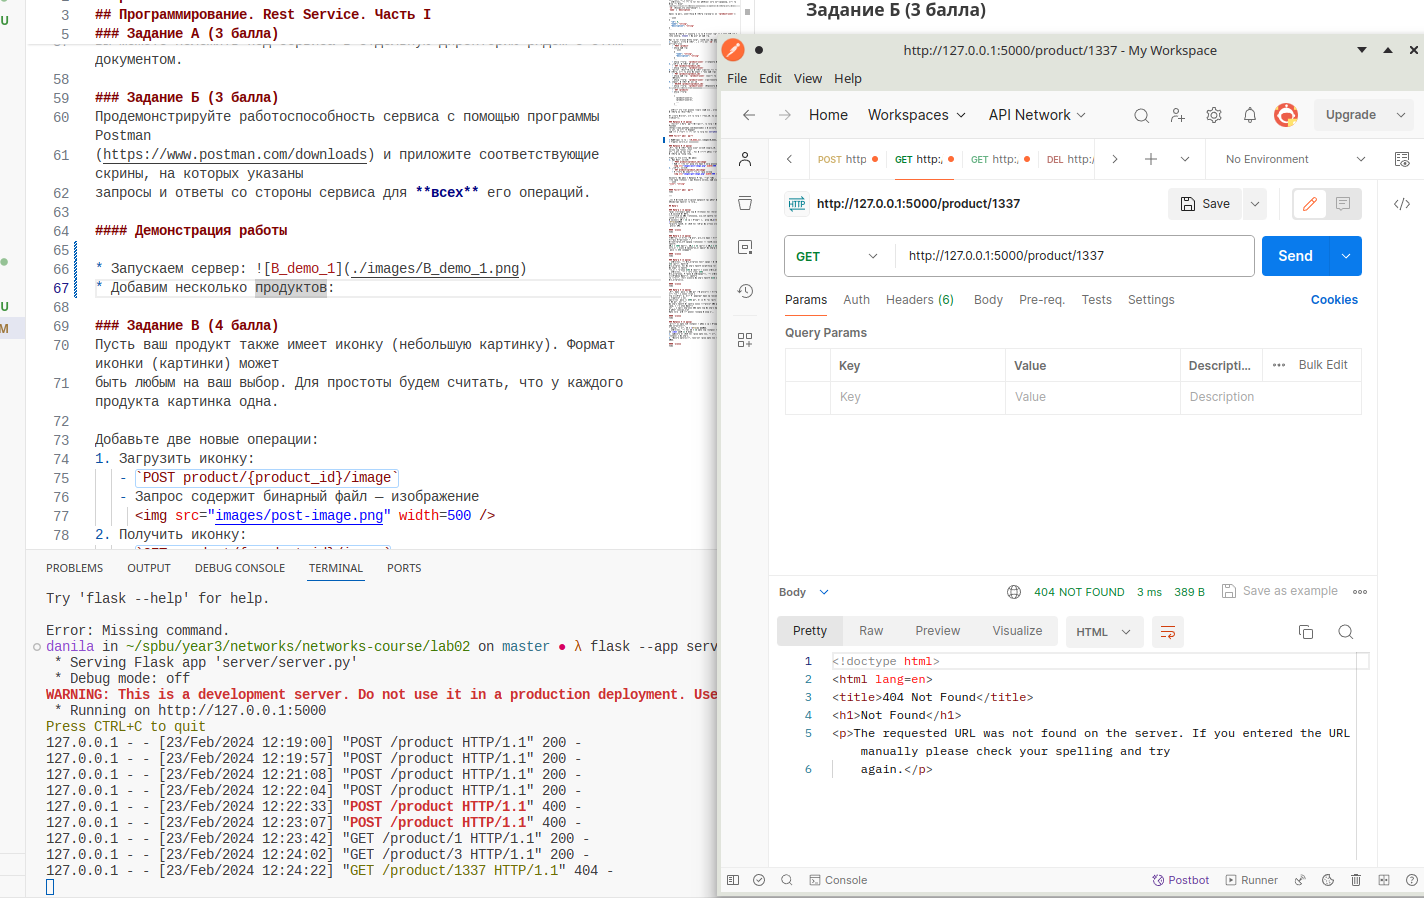 3 ## Программирование. Rest Service. Часть I
5 ### Задание А (3 балла)
документом.
58
59 ### Задание Б (3 балла)
60 Продемонстрируйте работоспособность сервиса с помощью программы
Postman
61 (https://www.postman.com/downloads) и приложите соответствующие
скрины, на которых указаны
62 запросы и ответы со стороны сервиса для **всех** его операций.
63
64 #### Демонстрация работы
65
66 * Запускаем сервер: ![B_demo_1](./images/B_demo_1.png)
67 * Добавим несколько продуктов:
68
69 ### Задание В (4 балла)
70 Пусть ваш продукт также имеет иконку (небольшую картинку). Формат
иконки (картинки) может
71 быть любым на ваш выбор. Для простоты будем считать, что у каждого
продукта картинка одна.
72
73 Добавьте две новые операции:
74 1. Загрузить иконку:
75 - `POST product/{product_id}/image`
76 - Запрос содержит бинарный файл — изображение
77 <img src="images/post-image.png" width=500 />
78 2. Получить иконку:
U
U
M
PROBLEMS OUTPUT DEBUG CONSOLE TERMINAL PORTS
Try 'flask --help' for help.
Error: Missing command.
danila in ~/spbu/year3/networks/networks-course/lab02 on master ● λ flask --app serv
* Serving Flask app 'server/server.py'
* Debug mode: off
WARNING: This is a development server. Do not use it in a production deployment. Use
* Running on http://127.0.0.1:5000
Press CTRL+C to quit
127.0.0.1 - - [23/Feb/2024 12:19:00] "POST /product HTTP/1.1" 200 -
127.0.0.1 - - [23/Feb/2024 12:19:57] "POST /product HTTP/1.1" 200 -
127.0.0.1 - - [23/Feb/2024 12:21:08] "POST /product HTTP/1.1" 200 -
127.0.0.1 - - [23/Feb/2024 12:22:04] "POST /product HTTP/1.1" 200 -
127.0.0.1 - - [23/Feb/2024 12:22:33] "POST /product HTTP/1.1" 400 -
127.0.0.1 - - [23/Feb/2024 12:23:07] "POST /product HTTP/1.1" 400 -
127.0.0.1 - - [23/Feb/2024 12:23:42] "GET /product/1 HTTP/1.1" 200 -
127.0.0.1 - - [23/Feb/2024 12:24:02] "GET /product/3 HTTP/1.1" 200 -
127.0.0.1 - - [23/Feb/2024 12:24:22] "GET /product/1337 HTTP/1.1" 404 -
Задание Б (3 балла)
http://127.0.0.1:5000/product/1337 - My Workspace
File Edit View Help
Home Workspaces API Network Upgrade
POST http GET http:, GET http:, DEL http:/ No Environment
HTTP http://127.0.0.1:5000/product/1337 Save
GET http://127.0.0.1:5000/product/1337 Send
Params Auth Headers (6) Body Pre-req. Tests Settings Cookies
Query Params
Key Value Descripti... Bulk Edit
Key Value Description
Body 404 NOT FOUND 3 ms 389 B Save as example
Pretty Raw Preview Visualize HTML
1 <!doctype html>
2 <html lang=en>
3 <title>404 Not Found</title>
4 <h1>Not Found</h1>
5 <p>The requested URL was not found on the server. If you entered the URL
manually please check your spelling and try
6 again.</p>
Console Postbot Runner